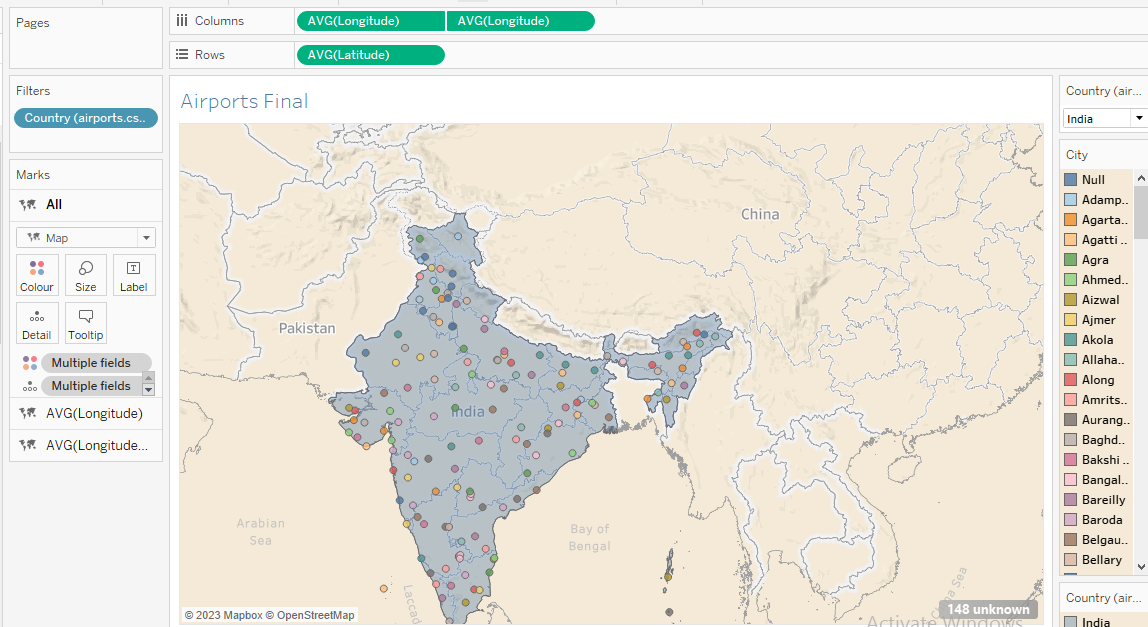 Pages
Columns
AVG(Longitude)
AVG(Longitude)
Rows
AVG(Latitude)
Filters
Country (airports.cs..
Marks
All
Map
Colour
Size
Label
Detail
Tooltip
Multiple fields
Multiple fields
AVG(Longitude)
AVG(Longitude...
Airports Final
China
Pakistan
India
Arabian
Sea
Bay of
Bengal
Laccad
China Sea
© 2023 Mapbox © OpenStreetMap
148 unknown
Activate Windows
Country (air...
India
City
Null
Adamp..
Agarta..
Agatti ..
Agra
Ahmed..
Aizwal
Ajmer
Akola
Allaha..
Along
Amrits..
Aurang..
Baghd..
Bakshi ..
Bangal..
Bareilly
Baroda
Belgau..
Bellary
Country (air...
India